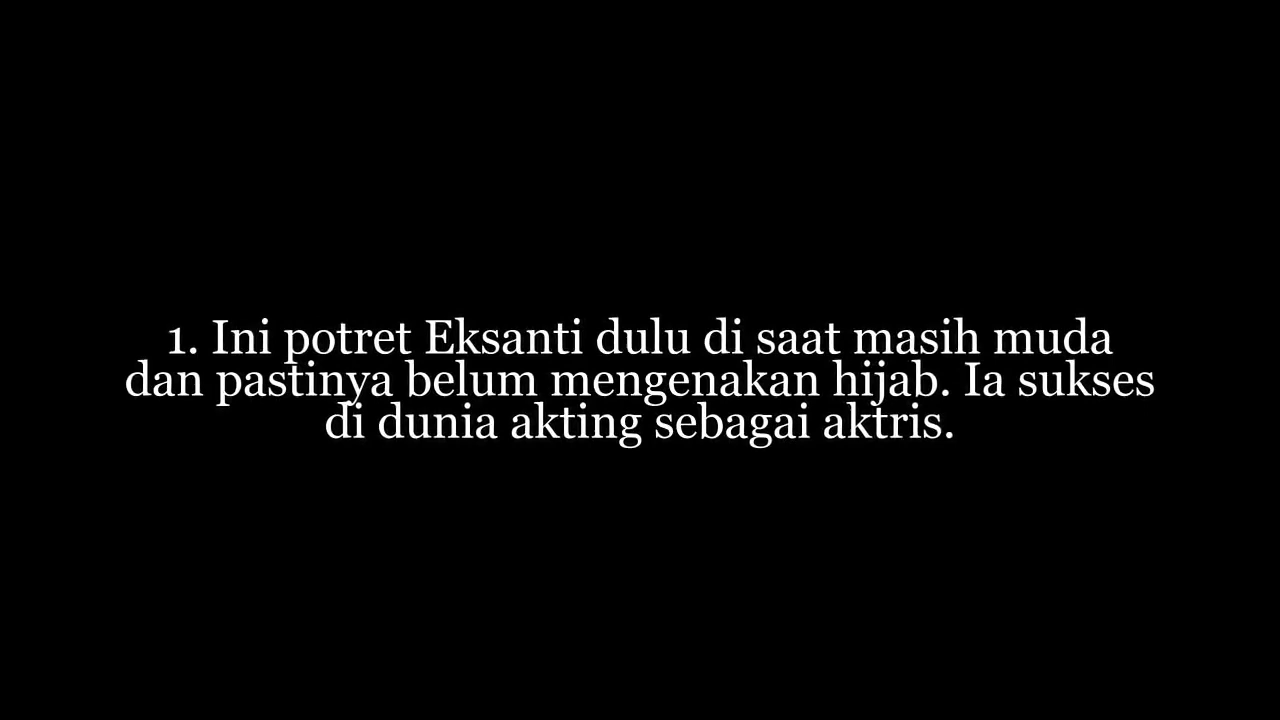 1. Ini potret Eksanti dulu di saat masih muda
dan pastinya belum mengenakan hijab. Ia sukses
di dunia akting sebagai aktris.